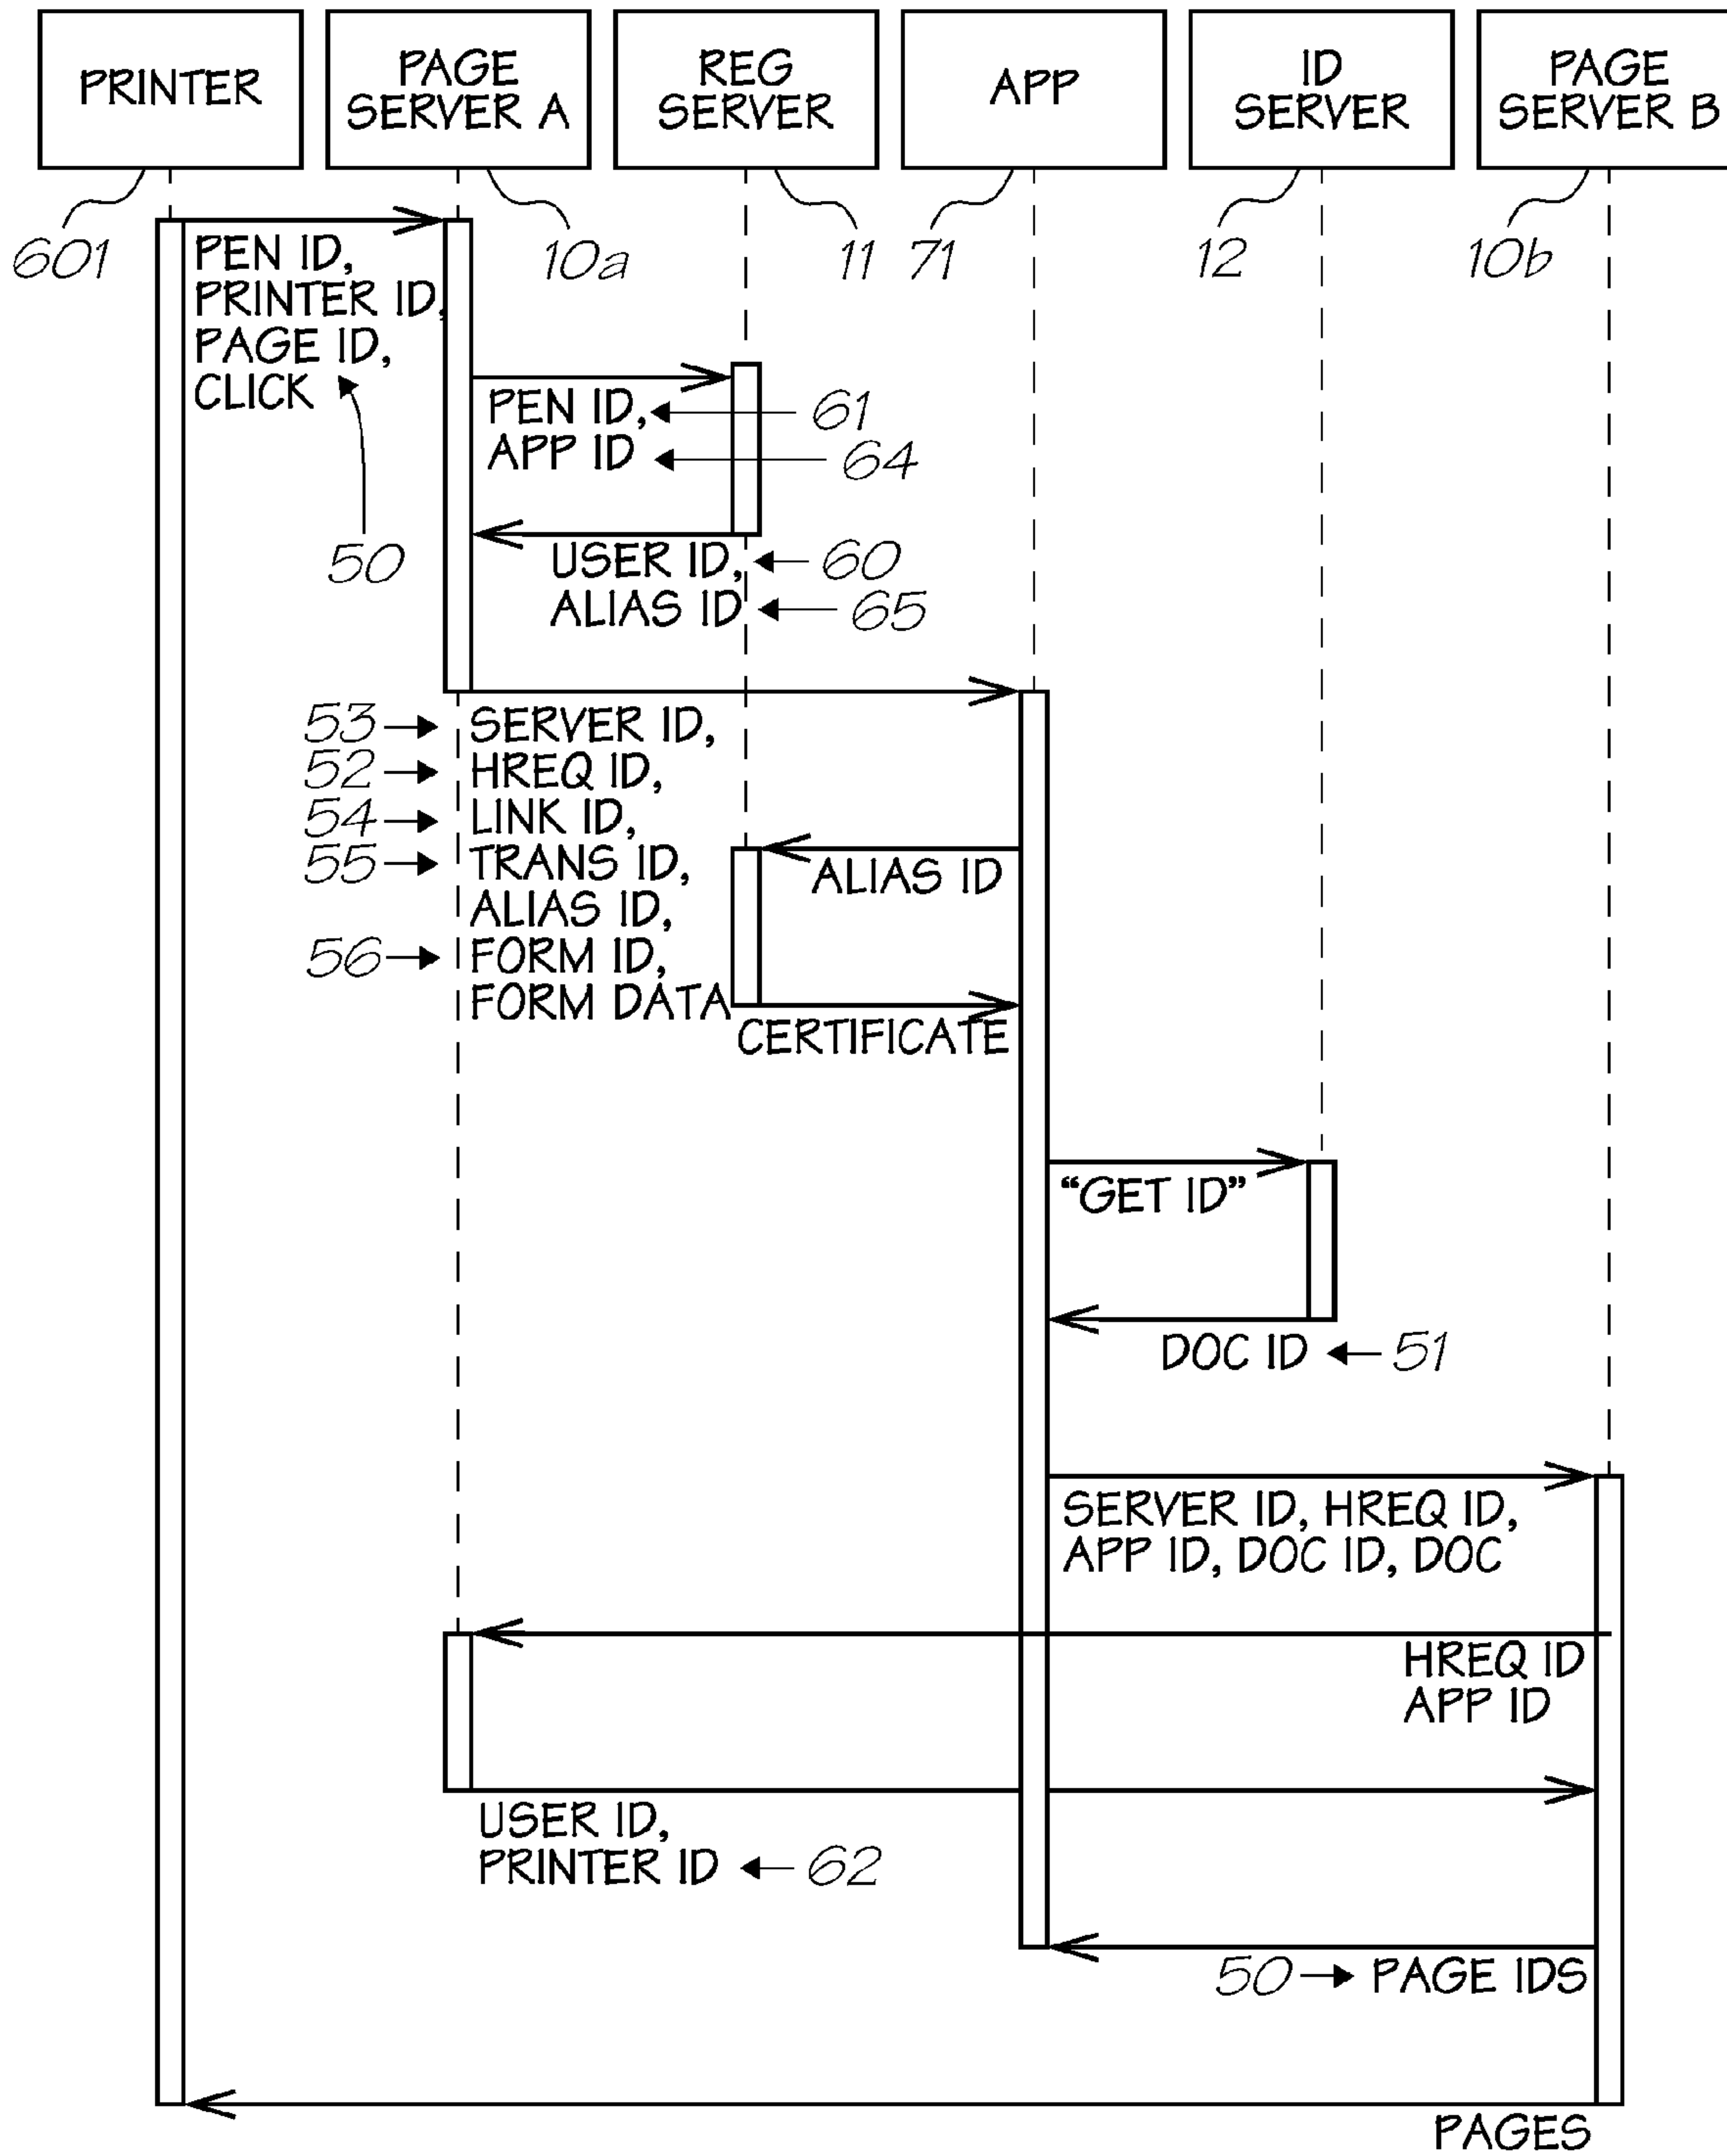 PRINTER
PAGE
SERVER A
REG
SERVER
APP
ID
SERVER
PAGE
SERVER B
601
10a
11
71
12
10b
PEN ID,
PRINTER ID,
PAGE ID,
CLICK
50
PEN ID,
61
APP ID
64
USER ID,
60
ALIAS ID
65
53
SERVER ID,
52
HREQ ID,
54
LINK ID,
55
TRANS ID,
ALIAS ID,
56
FORM ID,
FORM DATA
ALIAS ID
CERTIFICATE
“GET ID”
DOC ID
51
SERVER ID, HREQ ID,
APP ID, DOC ID, DOC
HREQ ID
APP ID
USER ID,
PRINTER ID
62
50
PAGE IDS
PAGES